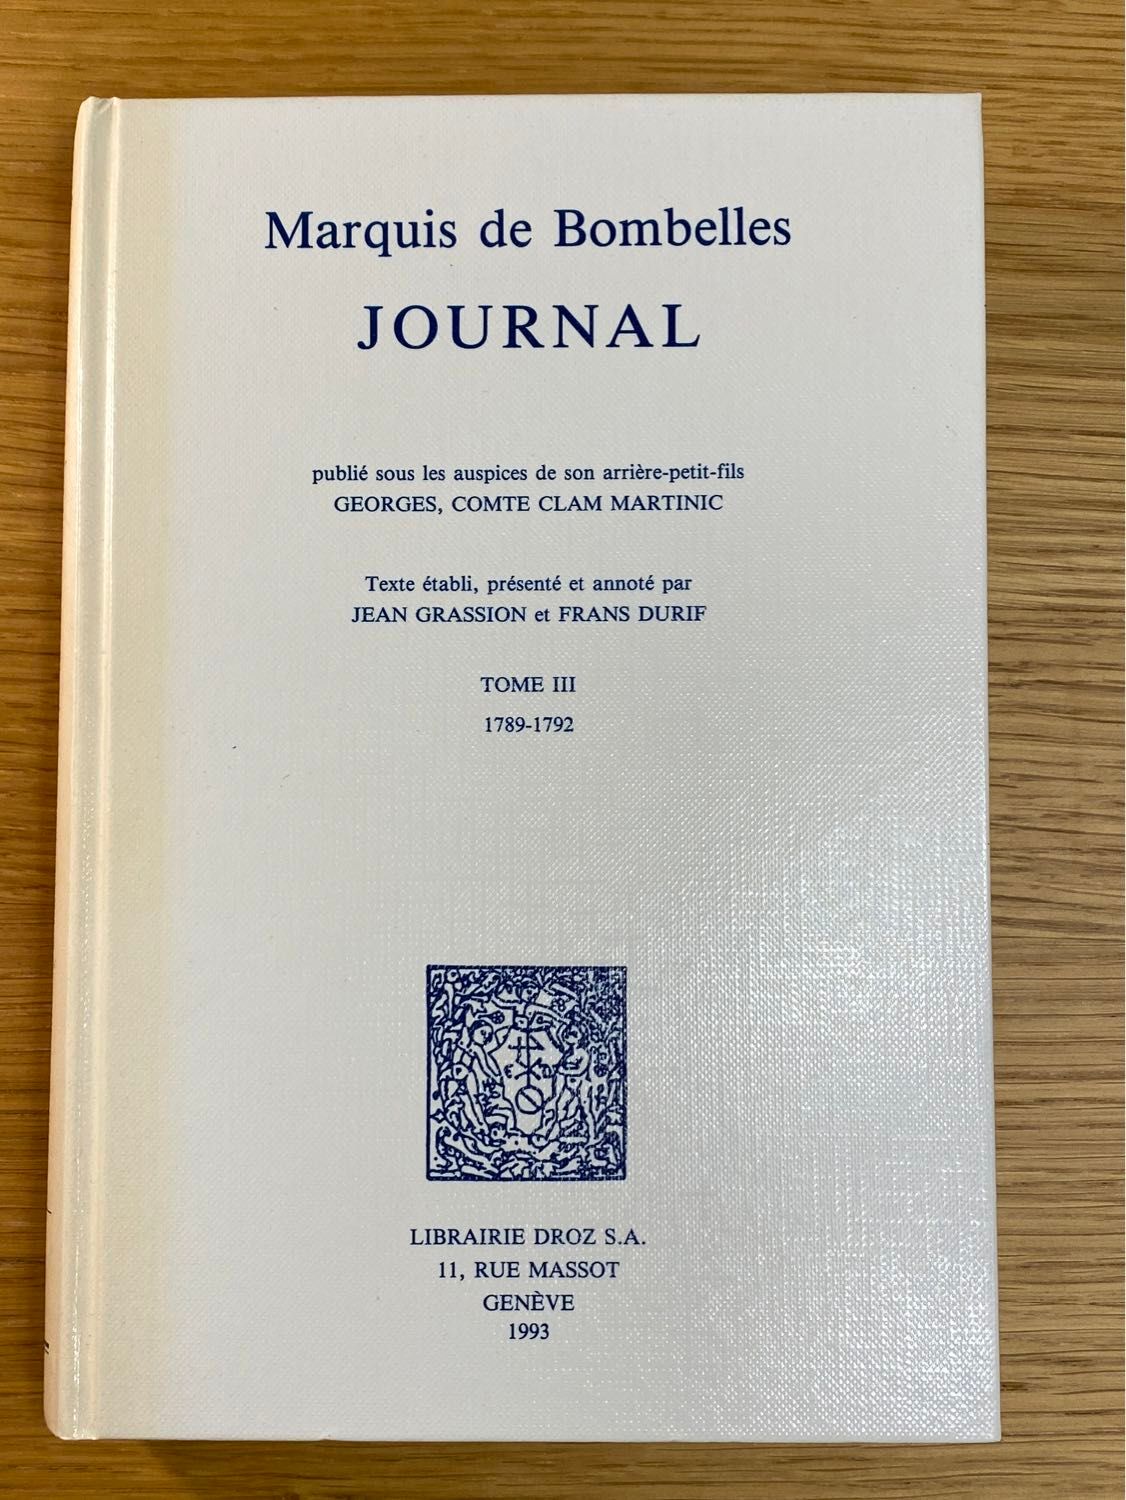 Marquis de Bombelles
JOURNAL
publié sous les auspices de son arrière-petit-fils
GEORGES, COMTE CLAM MARTINIC
Texte établi, présenté et annoté par
JEAN GRASSION et FRANS DURIF
TOME III
1789-1792
LIBRAIRIE DROZ S.A.
11, RUE MASSOT
GENÈVE
1993